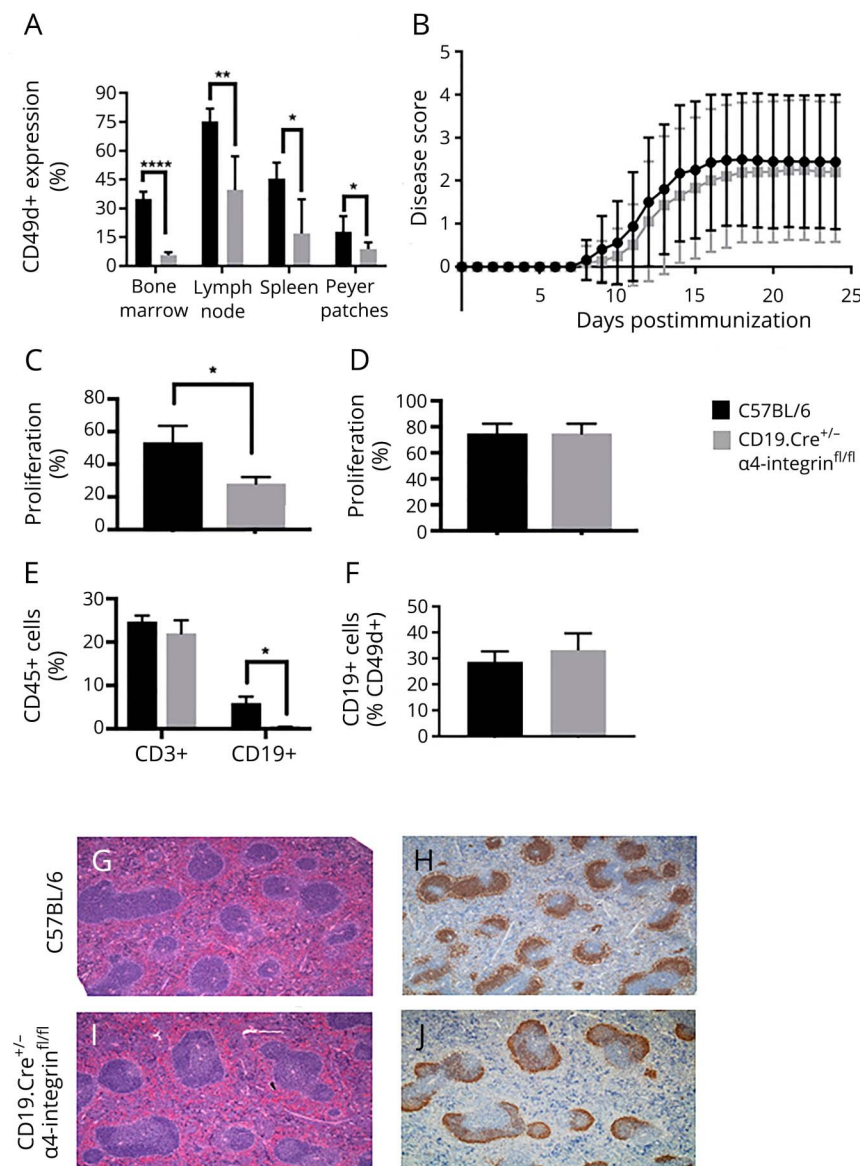 A
CD49d+ expression
(%)
90
75
60
45
30
15
0
****
**
*
*
Bone
marrow
Lymph
node
Spleen
Peyer
patches
B
Disease score
5
4
3
2
1
0
5
10
15
20
25
Days postimmunization
C
Proliferation
(%)
80
60
40
20
0
*
D
Proliferation
(%)
100
80
60
40
20
0
C57BL/6
CD19.Cre+/−
α4-integrinfl/fl
E
CD45+ cells
(%)
30
20
10
0
*
CD3+
CD19+
F
CD19+ cells
(% CD49d+)
50
40
30
20
10
0
C57BL/6
G
H
CD19.Cre+/−
α4-integrinfl/fl
I
J